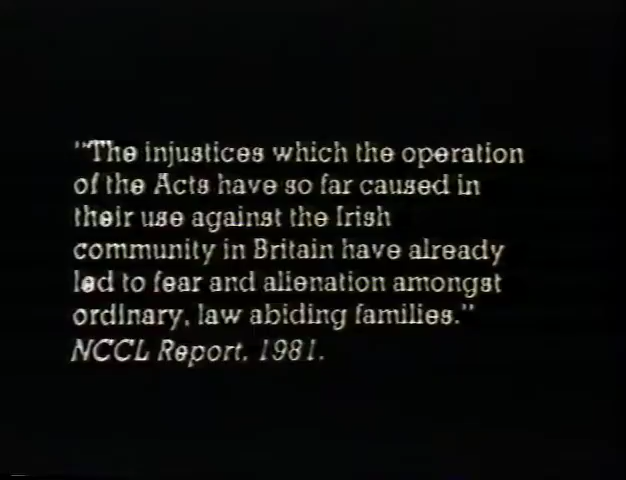 "The injustices which the operation
of the Acts have so far caused in
their use against the Irish
community in Britain have already
led to fear and alienation amongst
ordinary, law abiding families."
NCCL Report, 1981.